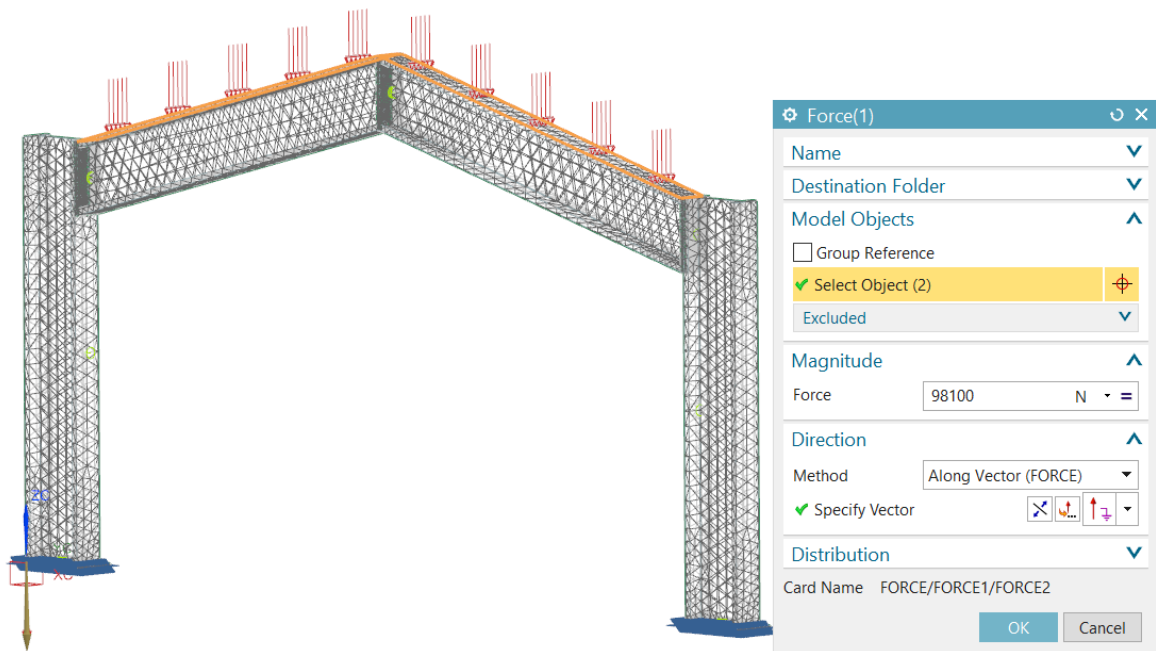 Force(1)
Name
Destination Folder
Model Objects
Group Reference
Select Object (2)
Excluded
Magnitude
Force 98100 N =
Direction
Method Along Vector (FORCE)
Specify Vector
Distribution
Card Name FORCE/FORCE1/FORCE2
OK Cancel
ZC